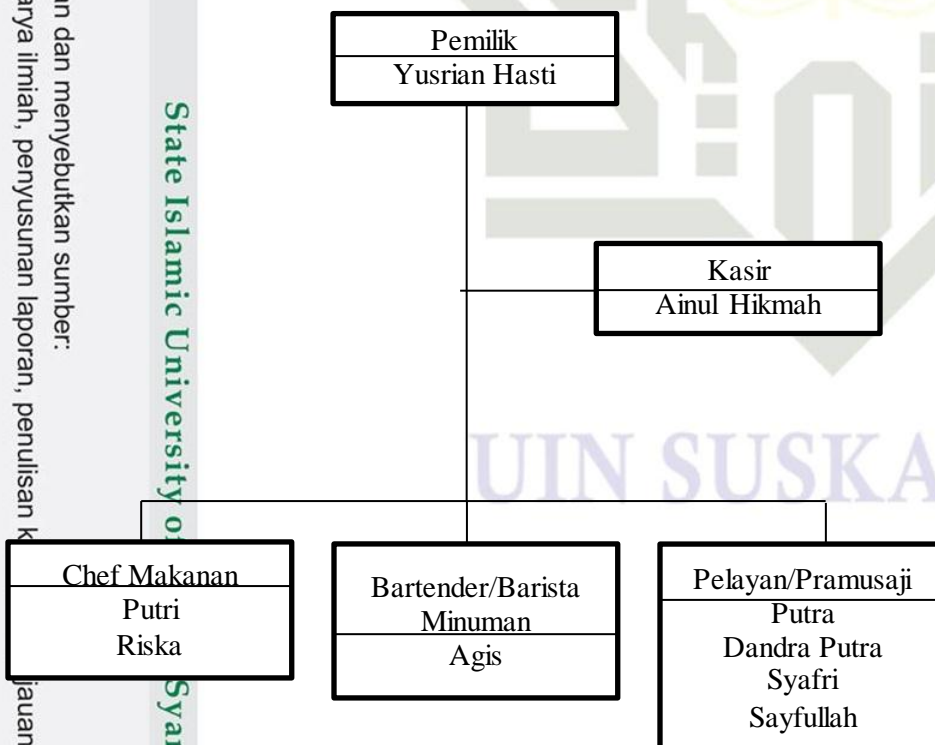 Pemilik
Yusrian Hasti
Kasir
Ainul Hikmah
Chef Makanan
Putri
Riska
Bartender/Barista
Minuman
Agis
Pelayan/Pramusaji
Putra
Dandra Putra
Syafri
Sayfullah
UIN SUSKA
State Islamic University of
n dan menyebutkan sumber:
arya ilmiah, penyusunan laporan, penulisan